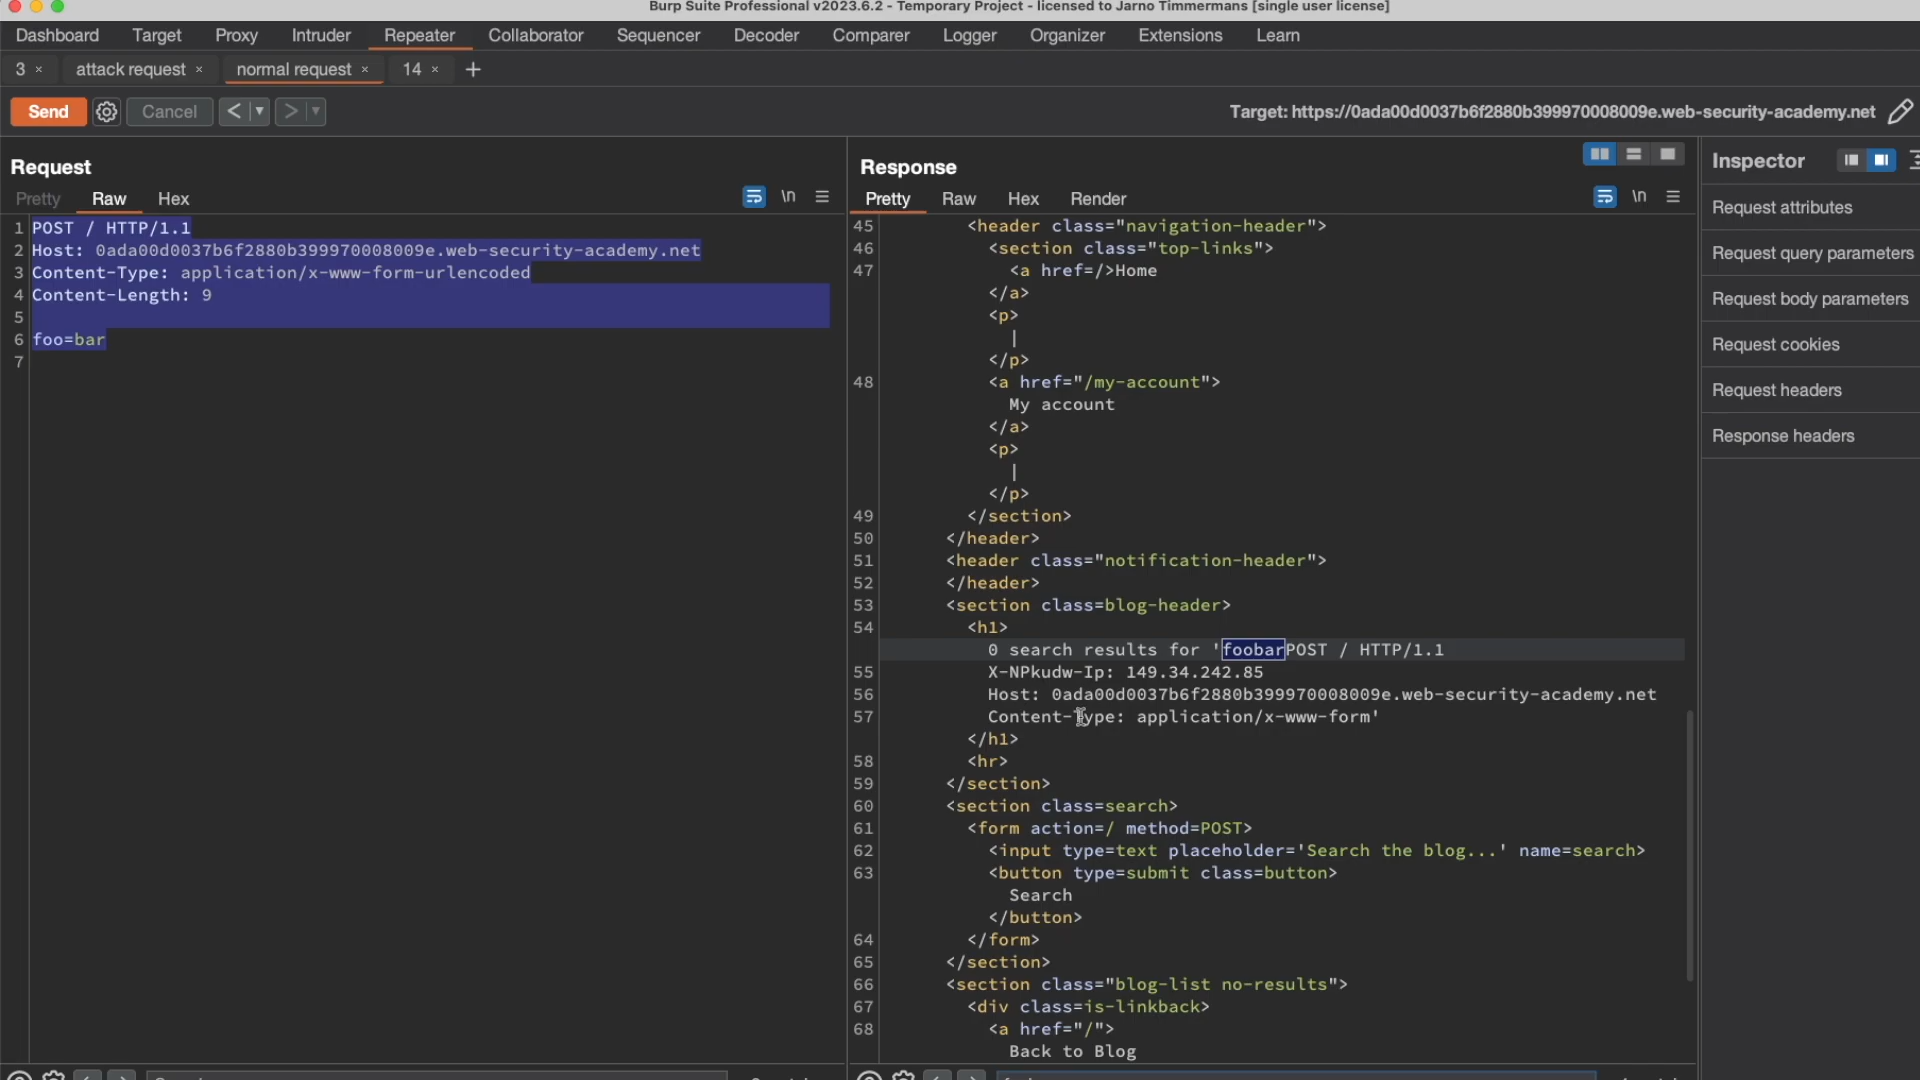 Burp Suite Professional v2023.6.2 - Temporary Project - licensed to Jarno Timmermans [single user license]
Dashboard Target Proxy Intruder Repeater Collaborator Sequencer Decoder Comparer Logger Organizer Extensions Learn
3 × attack request × normal request × 14 × +
Send Cancel < > Target: https://0ada00d0037b6f2880b399970008009e.web-security-academy.net
Request
Pretty Raw Hex \n
1 POST / HTTP/1.1
2 Host: 0ada00d0037b6f2880b399970008009e.web-security-academy.net
3 Content-Type: application/x-www-form-urlencoded
4 Content-Length: 9
5
6 foo=bar
7
Response
Pretty Raw Hex Render \n
45 <header class="navigation-header">
46 <section class="top-links">
47 <a href=/>Home
</a>
<p>
|
</p>
48 <a href="/my-account">
My account
</a>
<p>
|
</p>
49 </section>
50 </header>
51 <header class="notification-header">
52 </header>
53 <section class=blog-header>
54 <h1>
0 search results for 'foobarPOST / HTTP/1.1
55 X-NPkudw-Ip: 149.34.242.85
56 Host: 0ada00d0037b6f2880b399970008009e.web-security-academy.net
57 Content-Type: application/x-www-form'
</h1>
58 <hr>
59 </section>
60 <section class=search>
61 <form action=/ method=POST>
62 <input type=text placeholder='Search the blog...' name=search>
63 <button type=submit class=button>
Search
</button>
64 </form>
65 </section>
66 <section class="blog-list no-results">
67 <div class=is-linkback>
68 <a href="/">
Back to Blog
Inspector
Request attributes
Request query parameters
Request body parameters
Request cookies
Request headers
Response headers